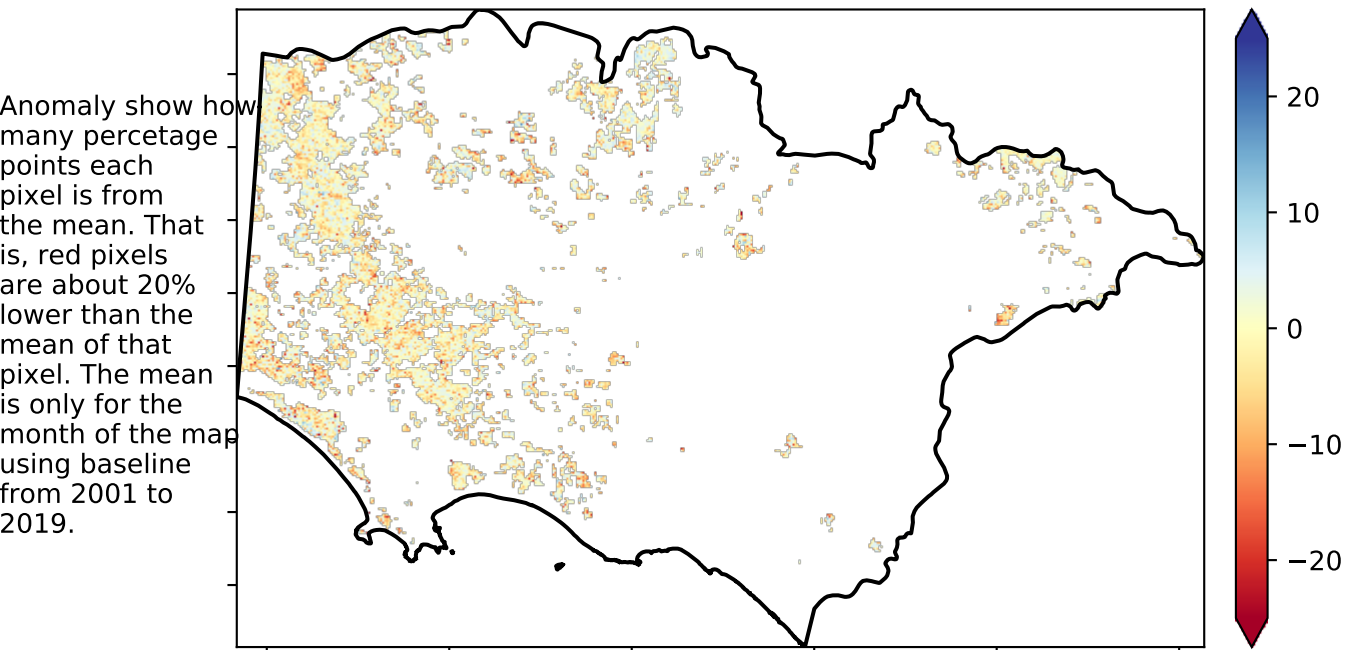 Anomaly show how
many percetage
points each
pixel is from
the mean. That
is, red pixels
are about 20%
lower than the
mean of that
pixel. The mean
is only for the
month of the map
using baseline
from 2001 to
2019.
20
10
0
−10
−20